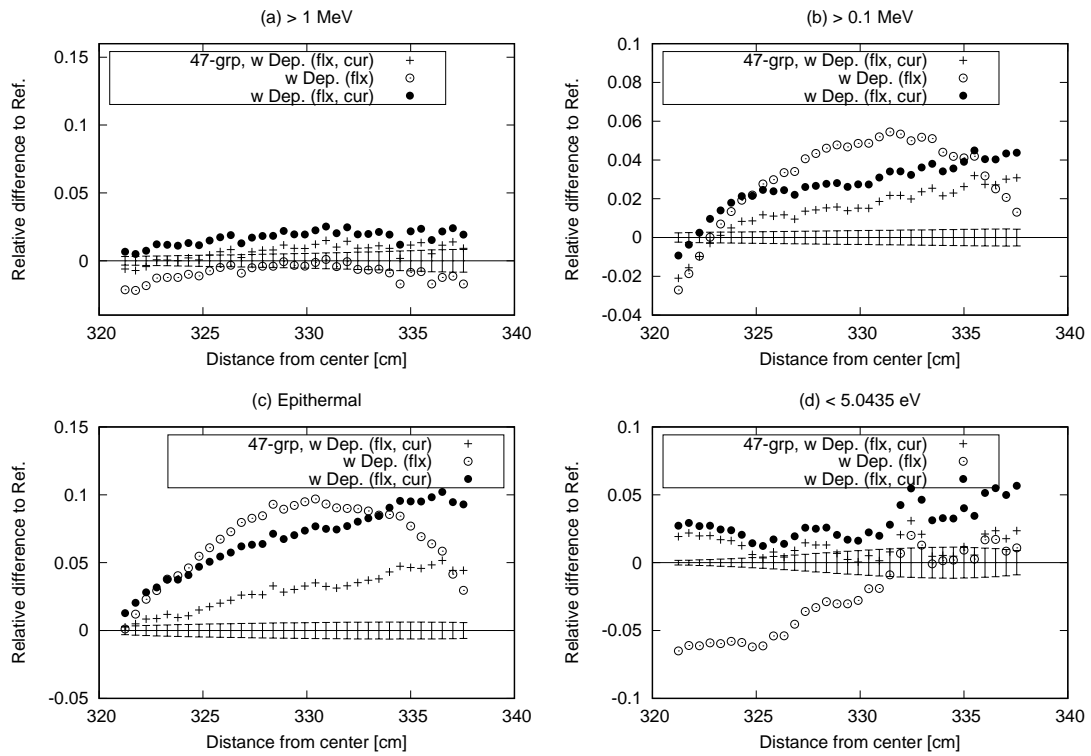 (a) > 1 MeV
Relative difference to Ref.
0.15
0.1
0.05
0
47-grp, w Dep. (flx, cur)
w Dep. (flx)
w Dep. (flx, cur)
320
325
330
335
340
Distance from center [cm]
(b) > 0.1 MeV
Relative difference to Ref.
0.1
0.08
0.06
0.04
0.02
0
-0.02
-0.04
47-grp, w Dep. (flx, cur)
w Dep. (flx)
w Dep. (flx, cur)
320
325
330
335
340
Distance from center [cm]
(c) Epithermal
Relative difference to Ref.
0.15
0.1
0.05
0
-0.05
47-grp, w Dep. (flx, cur)
w Dep. (flx)
w Dep. (flx, cur)
320
325
330
335
340
Distance from center [cm]
(d) < 5.0435 eV
Relative difference to Ref.
0.1
0.05
0
-0.05
-0.1
47-grp, w Dep. (flx, cur)
w Dep. (flx)
w Dep. (flx, cur)
320
325
330
335
340
Distance from center [cm]